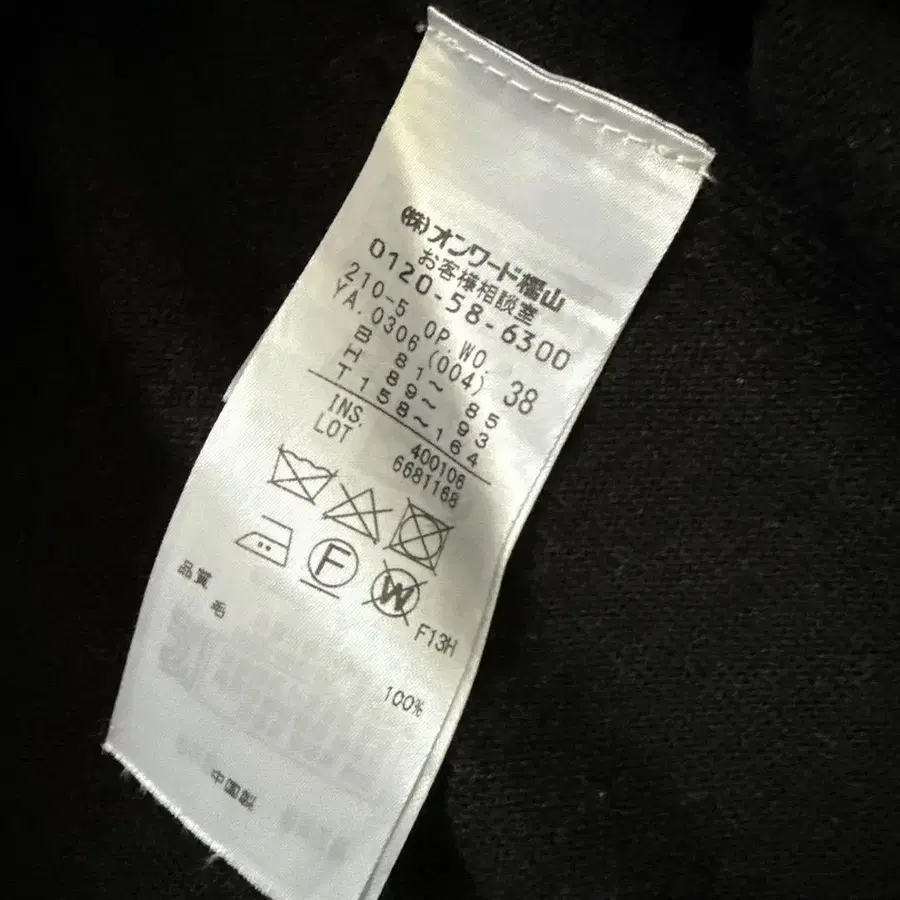 (株)オンワード樫山
お客様相談室
0120-58-6300
210-5 OP.WO. 38
YA.0306(004)
B 81~ 85
H 89~ 93
T158~164
INS. 400106
LOT 6681168
F
W
F13H
品質
毛 100%
中国製